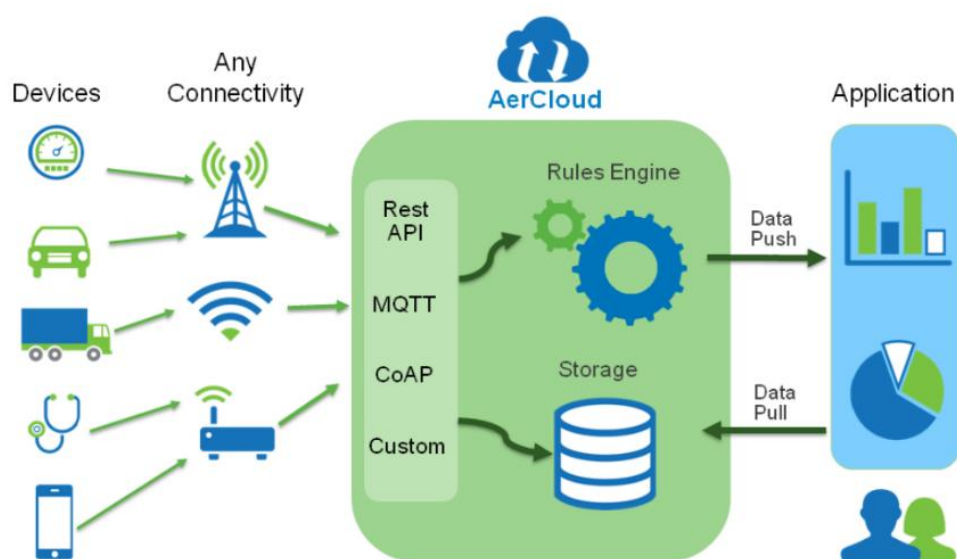 Devices
Any
Connectivity
AerCloud
Application
Rest
API
MQTT
CoAP
Custom
Rules Engine
Storage
Data
Push
Data
Pull